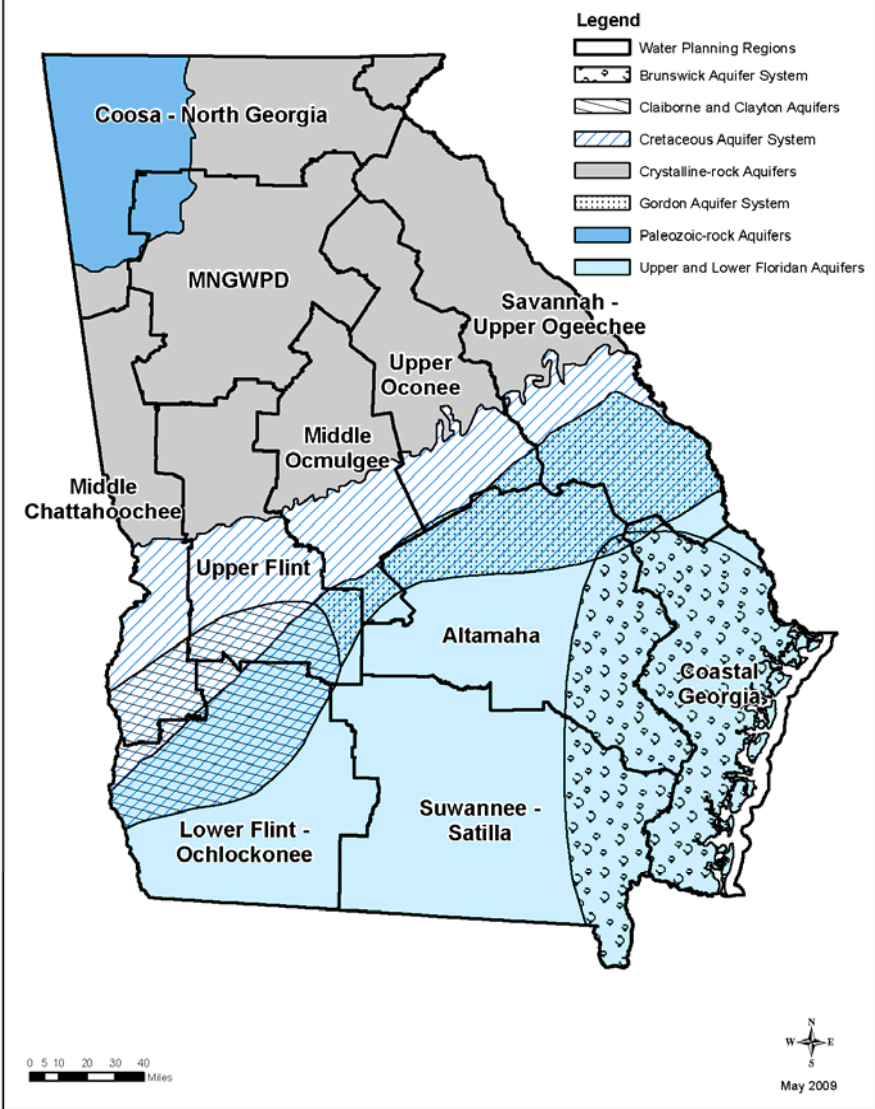 Legend
Water Planning Regions
Brunswick Aquifer System
Claiborne and Clayton Aquifers
Cretaceous Aquifer System
Crystalline-rock Aquifers
Gordon Aquifer System
Paleozoic-rock Aquifers
Upper and Lower Floridan Aquifers
Coosa - North Georgia
MNGWPD
Savannah -
Upper Ogeechee
Upper
Oconee
Middle
Ocmulgee
Middle
Chattahoochee
Upper Flint
Altamaha
Coastal
Georgia
Suwannee -
Satilla
Lower Flint -
Ochlockonee
0 5 10 20 30 40
Miles
N
W E
S
May 2009